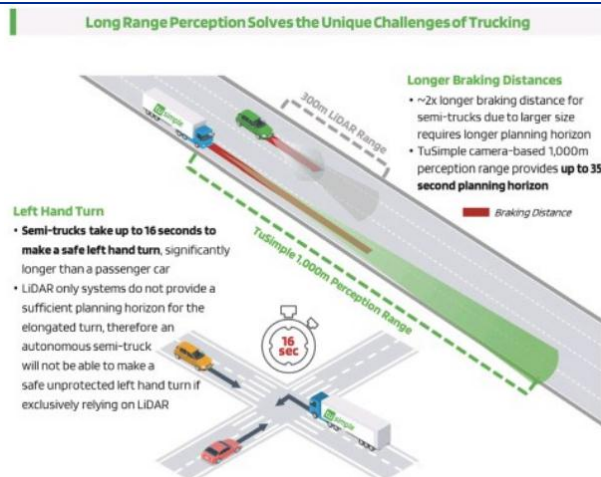 Long Range Perception Solves the Unique Challenges of Trucking
Longer Braking Distances
• ~2x longer braking distance for
semi-trucks due to larger size
requires longer planning horizon
• TuSimple camera-based 1,000m
perception range provides up to 35
second planning horizon
Braking Distance
300m LiDAR Range
tu simple
TuSimple 1,000m Perception Range
Left Hand Turn
• Semi-trucks take up to 16 seconds to
make a safe left hand turn, significantly
longer than a passenger car
• LiDAR only systems do not provide a
sufficient planning horizon for the
elongated turn, therefore an
autonomous semi-truck
will not be able to make a
safe unprotected left hand turn if
exclusively relying on LiDAR
16
sec
tu simple